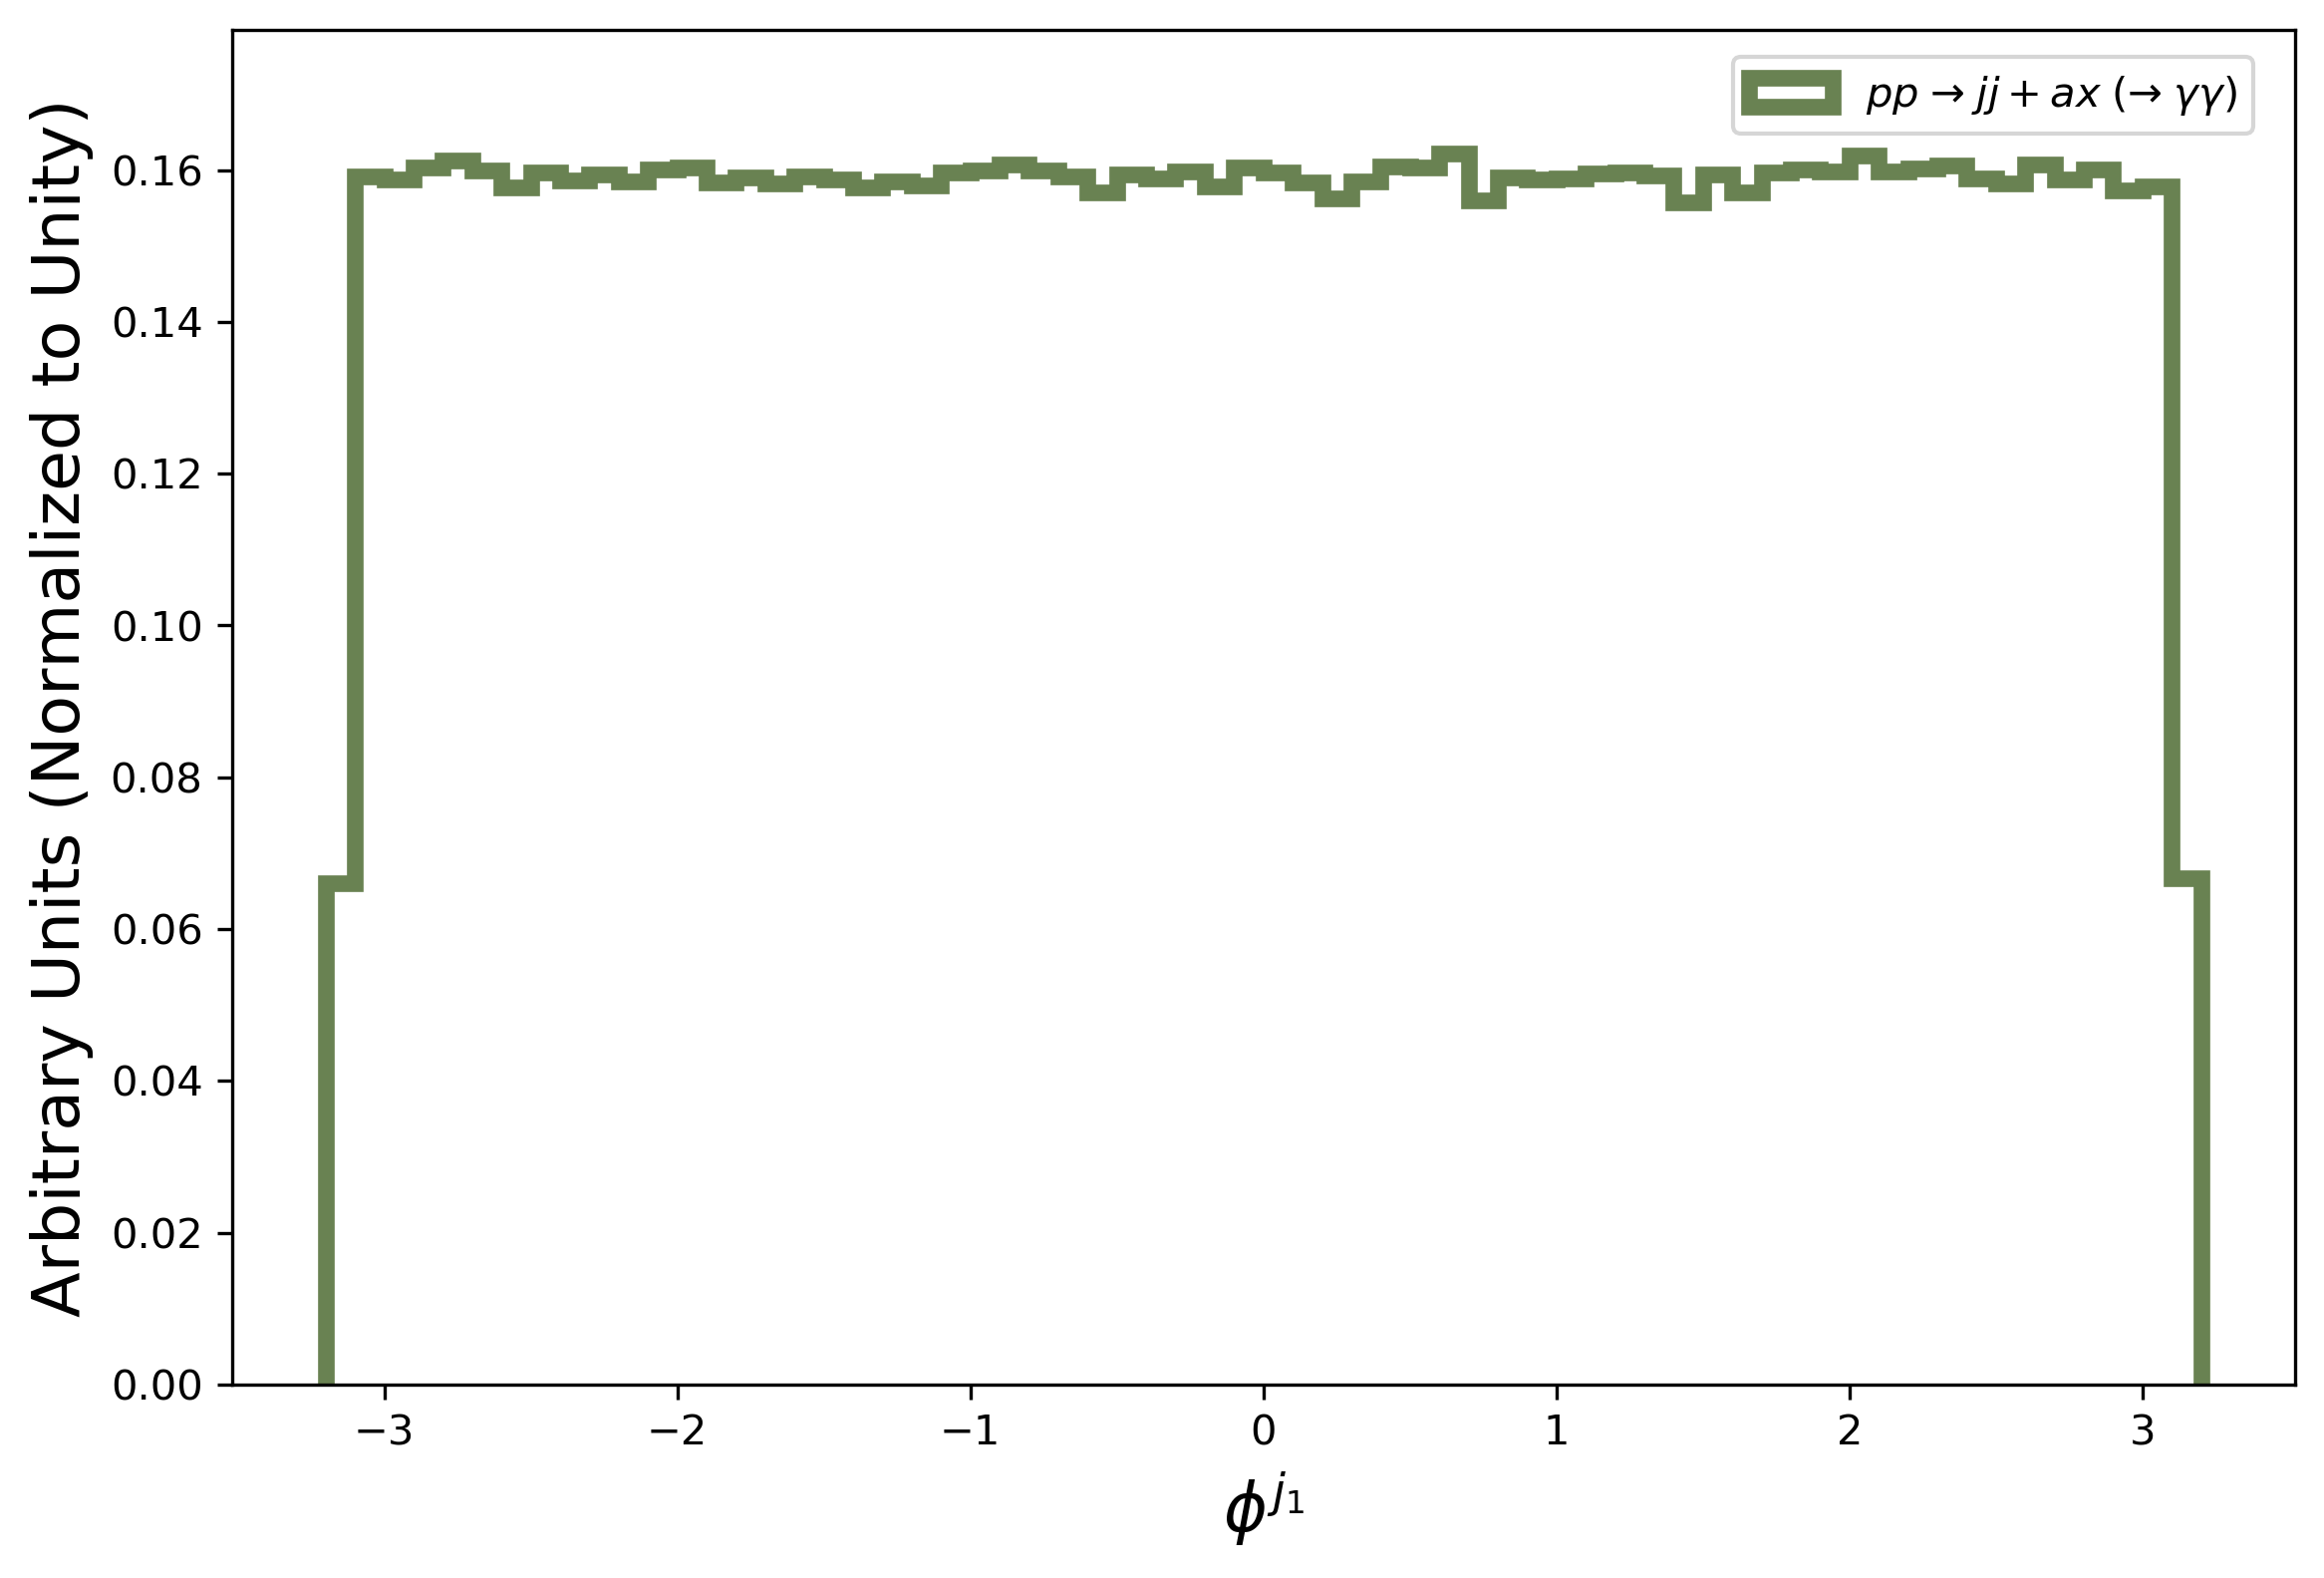 Arbitrary Units (Normalized to Unity)
pp → jj + ax (→ γγ)
0.16
0.14
0.12
0.10
0.08
0.06
0.04
0.02
0.00
−3 −2 −1 0 1 2 3
ϕ^{j_1}